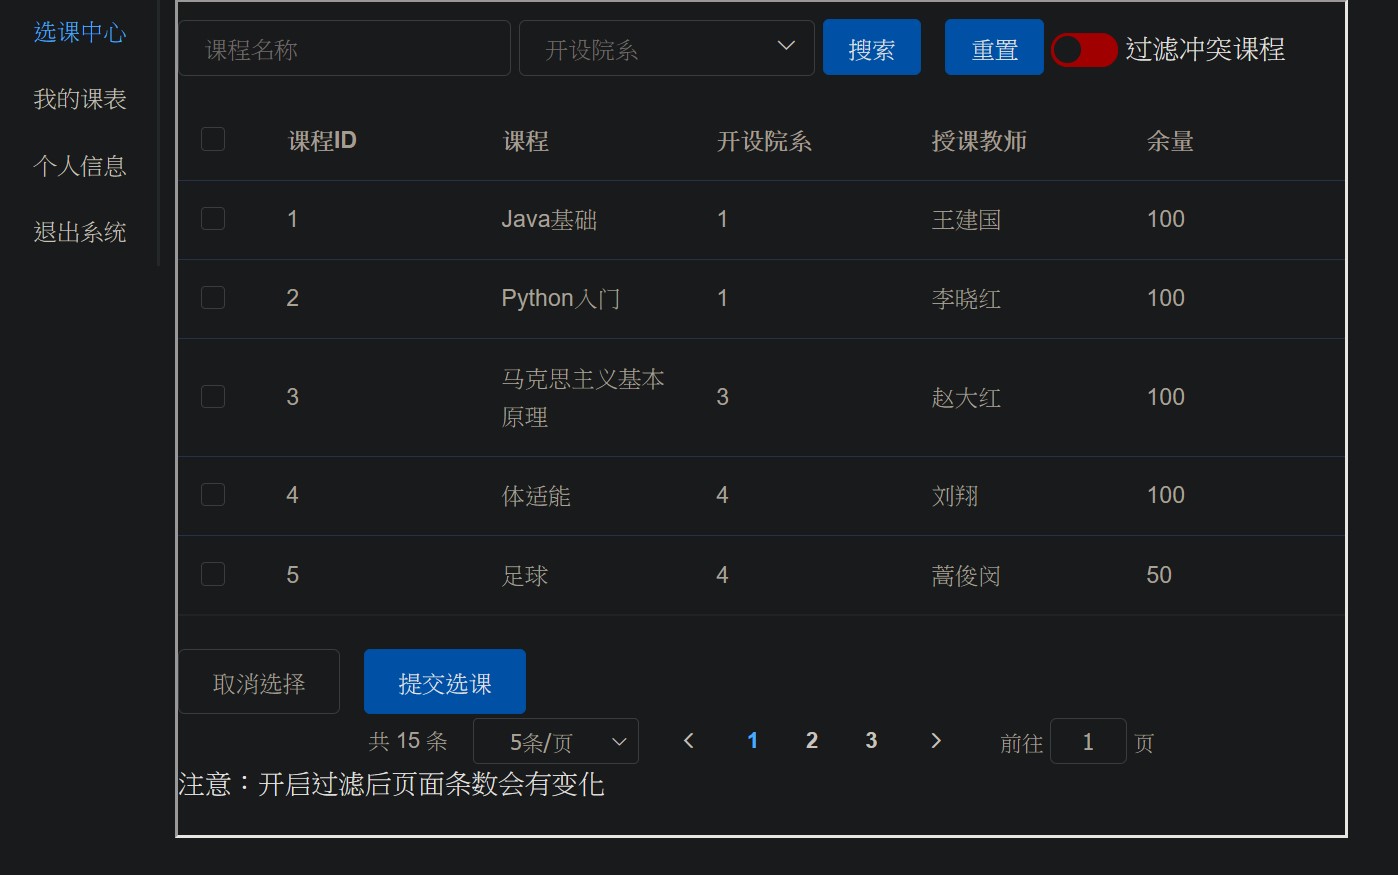 选课中心
我的课表
个人信息
退出系统
课程名称 开设院系 搜索 重置 过滤冲突课程
课程ID 课程 开设院系 授课教师 余量
1 Java基础 1 王建国 100
2 Python入门 1 李晓红 100
3 马克思主义基本 3 赵大红 100
原理
4 体适能 4 刘翔 100
5 足球 4 蒿俊闵 50
取消选择 提交选课
共 15 条 5条/页 1 2 3 前往 1 页
注意：开启过滤后页面条数会有变化